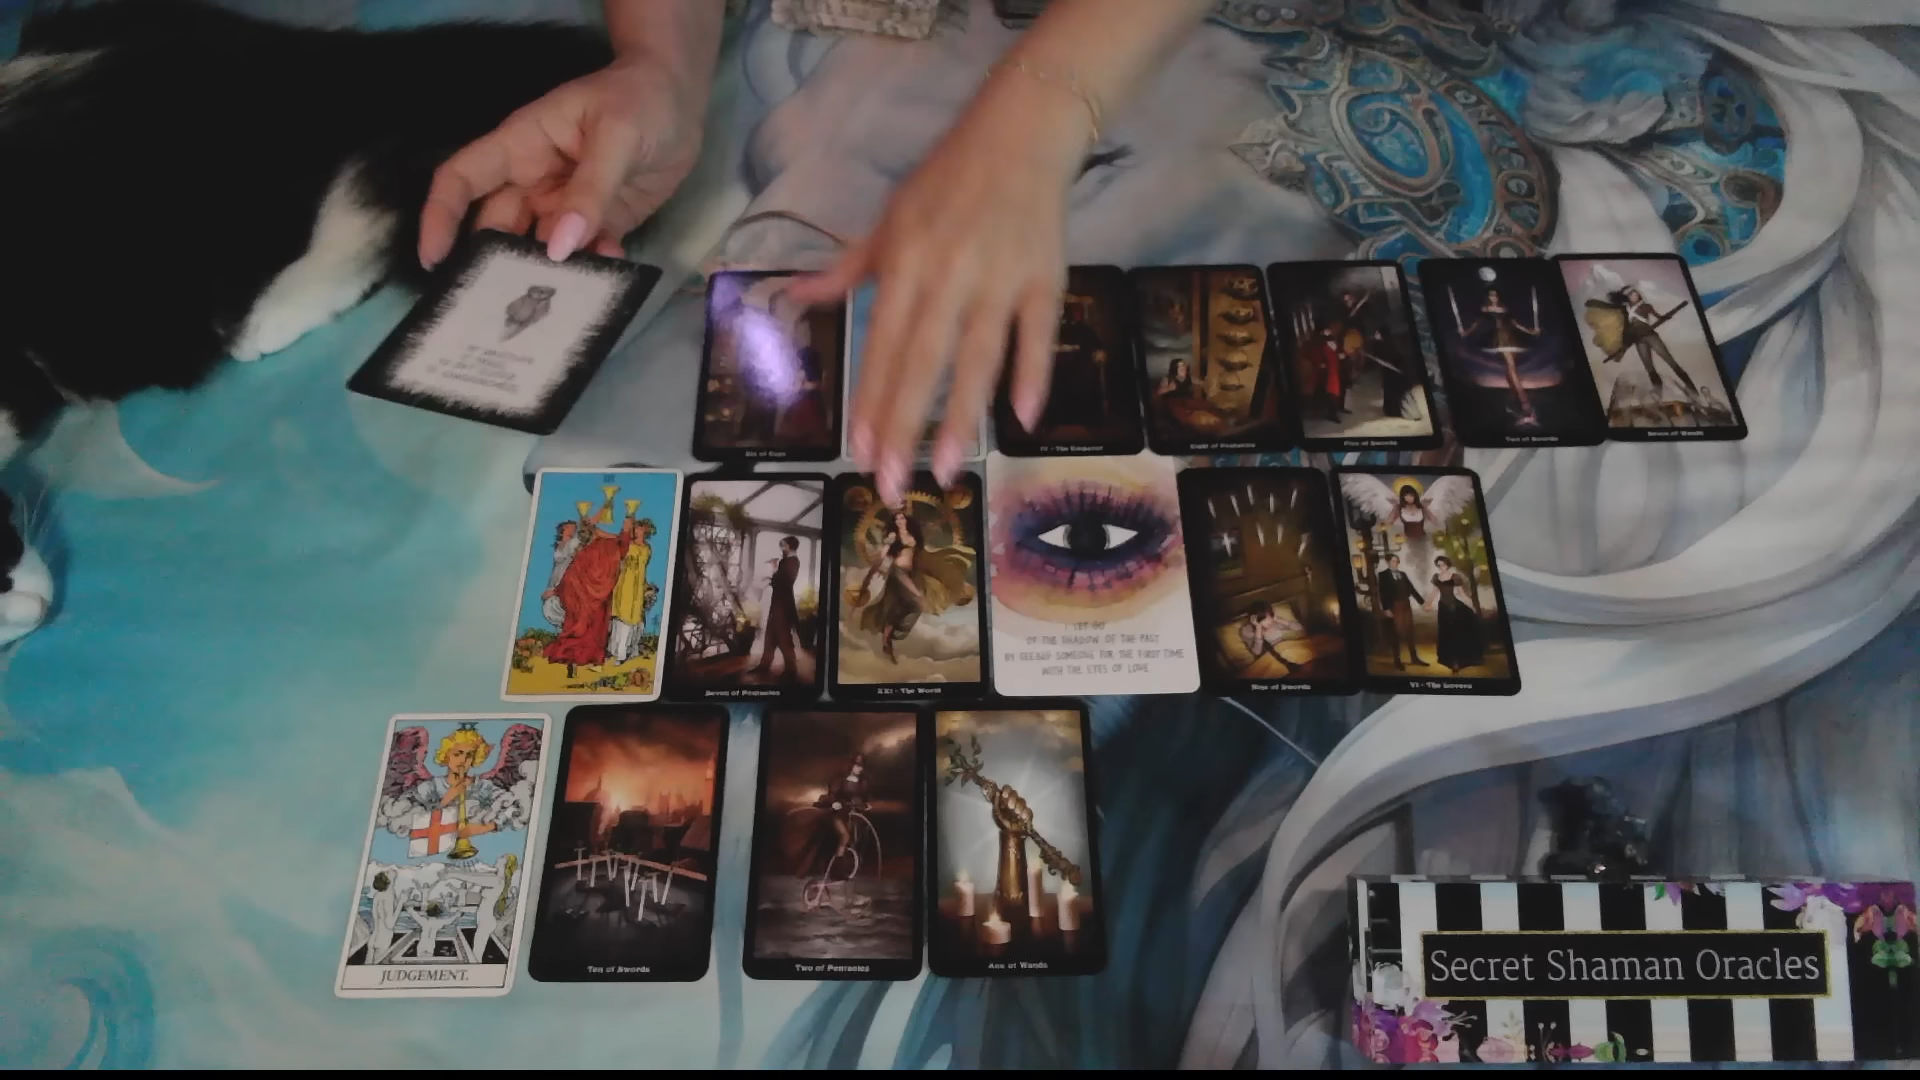 Six of Cups
IV - The Emperor
Eight of Pentacles
Five of Swords
Two of Swords
Seven of Wands
III
Seven of Pentacles
XXI - The World
I LET GO
OF THE SHADOW OF THE PAST
BY SEEING SOMEONE FOR THE FIRST TIME
WITH THE EYES OF LOVE
Nine of Swords
VI - The Lovers
XX
JUDGEMENT.
Ten of Swords
Two of Pentacles
Ace of Wands
Secret Shaman Oracles